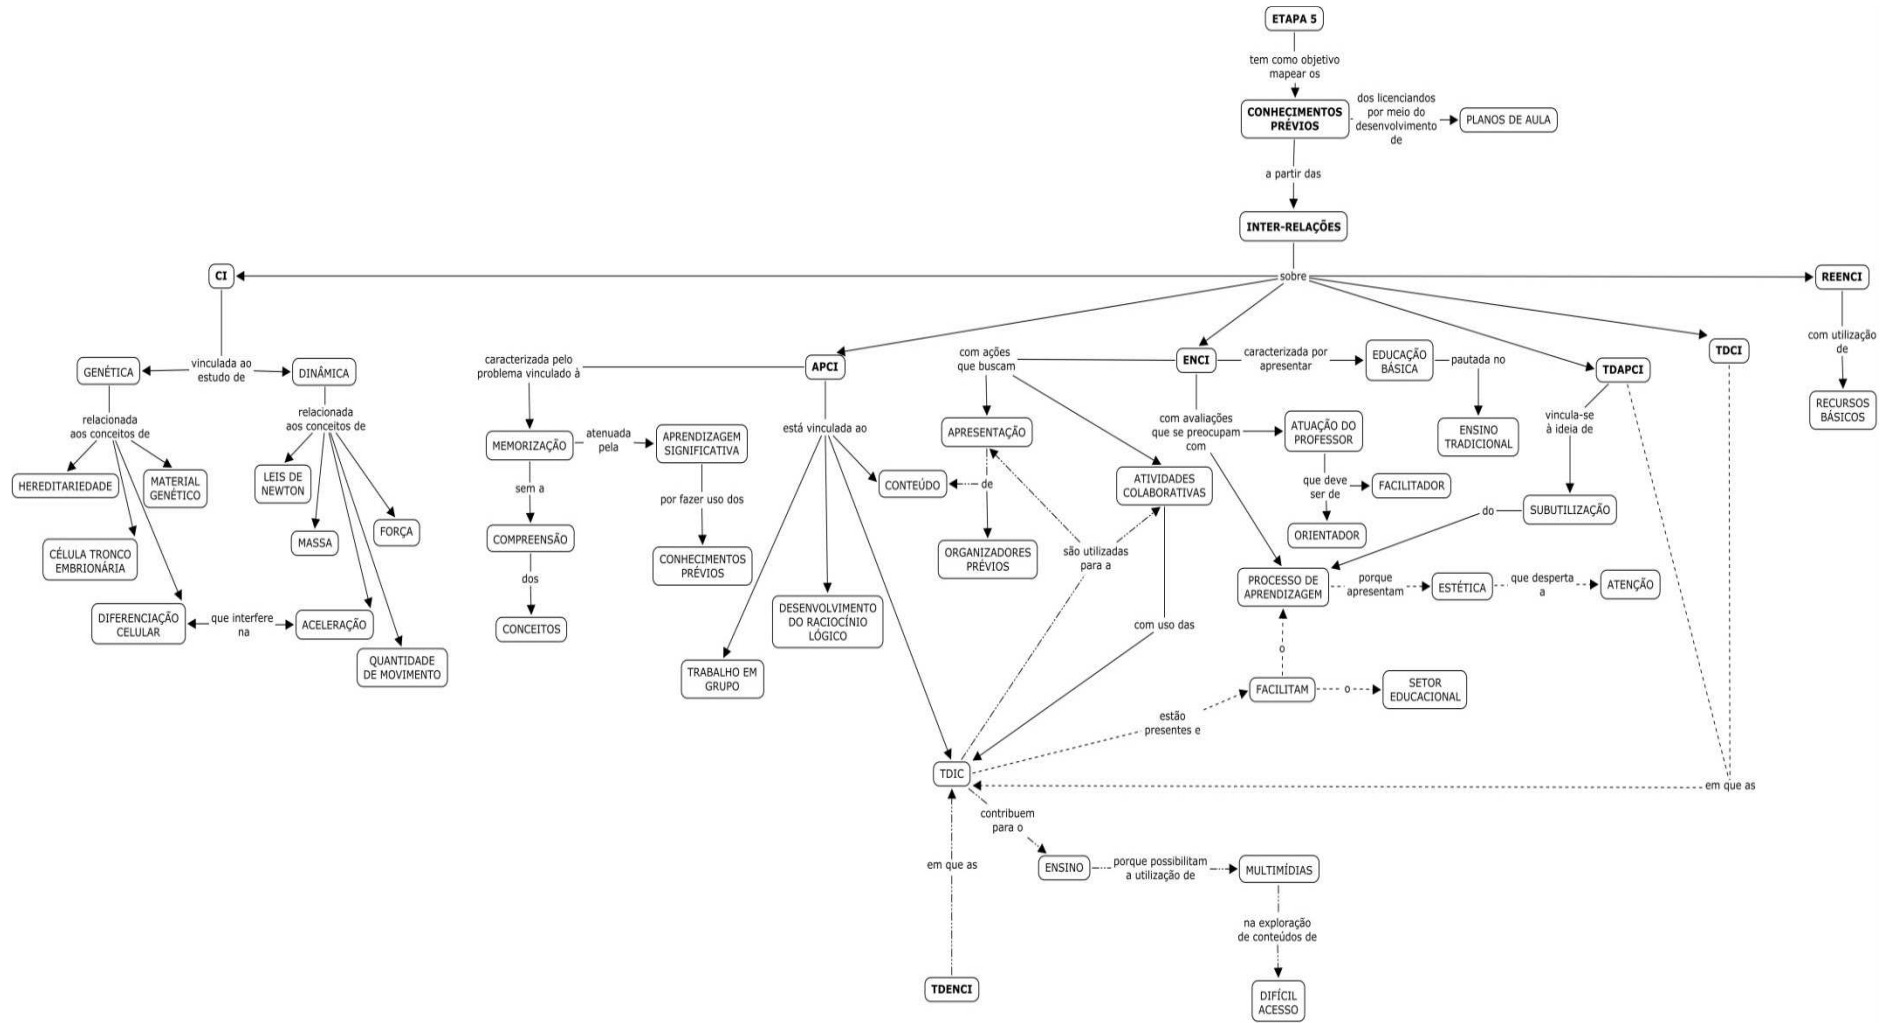 ETAPA 5
tem como objetivo
mapear os
CONHECIMENTOS
PRÉVIOS
dos licenciandos
por meio do
desenvolvimento
de
PLANOS DE AULA
a partir das
INTER-RELAÇÕES
sobre
CI
REENCI
vinculada ao
estudo de
GENÉTICA
DINÂMICA
relacionada
aos conceitos de
HEREDITARIEDADE
MATERIAL
GENÉTICO
CÉLULA TRONCO
EMBRIONÁRIA
DIFERENCIAÇÃO
CELULAR
que interfere
na
ACELERAÇÃO
relacionada
aos conceitos de
LEIS DE
NEWTON
MASSA
FORÇA
QUANTIDADE
DE MOVIMENTO
APCI
caracterizada pelo
problema vinculado à
MEMORIZAÇÃO
atenuada
pela
APRENDIZAGEM
SIGNIFICATIVA
por fazer uso dos
CONHECIMENTOS
PRÉVIOS
sem a
COMPREENSÃO
dos
CONCEITOS
está vinculada ao
CONTEÚDO
DESENVOLVIMENTO
DO RACIOCÍNIO
LÓGICO
TRABALHO EM
GRUPO
ENCI
com ações
que buscam
APRESENTAÇÃO
de
ORGANIZADORES
PRÉVIOS
ATIVIDADES
COLABORATIVAS
são utilizadas
para a
com uso das
caracterizada por
apresentar
EDUCAÇÃO
BÁSICA
pautada no
ENSINO
TRADICIONAL
com avaliações
que se preocupam
com
ATUAÇÃO DO
PROFESSOR
que deve
ser de
FACILITADOR
ORIENTADOR
PROCESSO DE
APRENDIZAGEM
porque
apresentam
ESTÉTICA
que desperta
a
ATENÇÃO
o
FACILITAM
o
SETOR
EDUCACIONAL
estão
presentes e
TDAPCI
vincula-se
à ideia de
SUBUTILIZAÇÃO
do
TDCI
com utilização
de
RECURSOS
BÁSICOS
TDIC
em que as
contribuem
para o
ENSINO
porque possibilitam
a utilização de
MULTIMÍDIAS
na exploração
de conteúdos de
DIFÍCIL
ACESSO
em que as
TDENCI